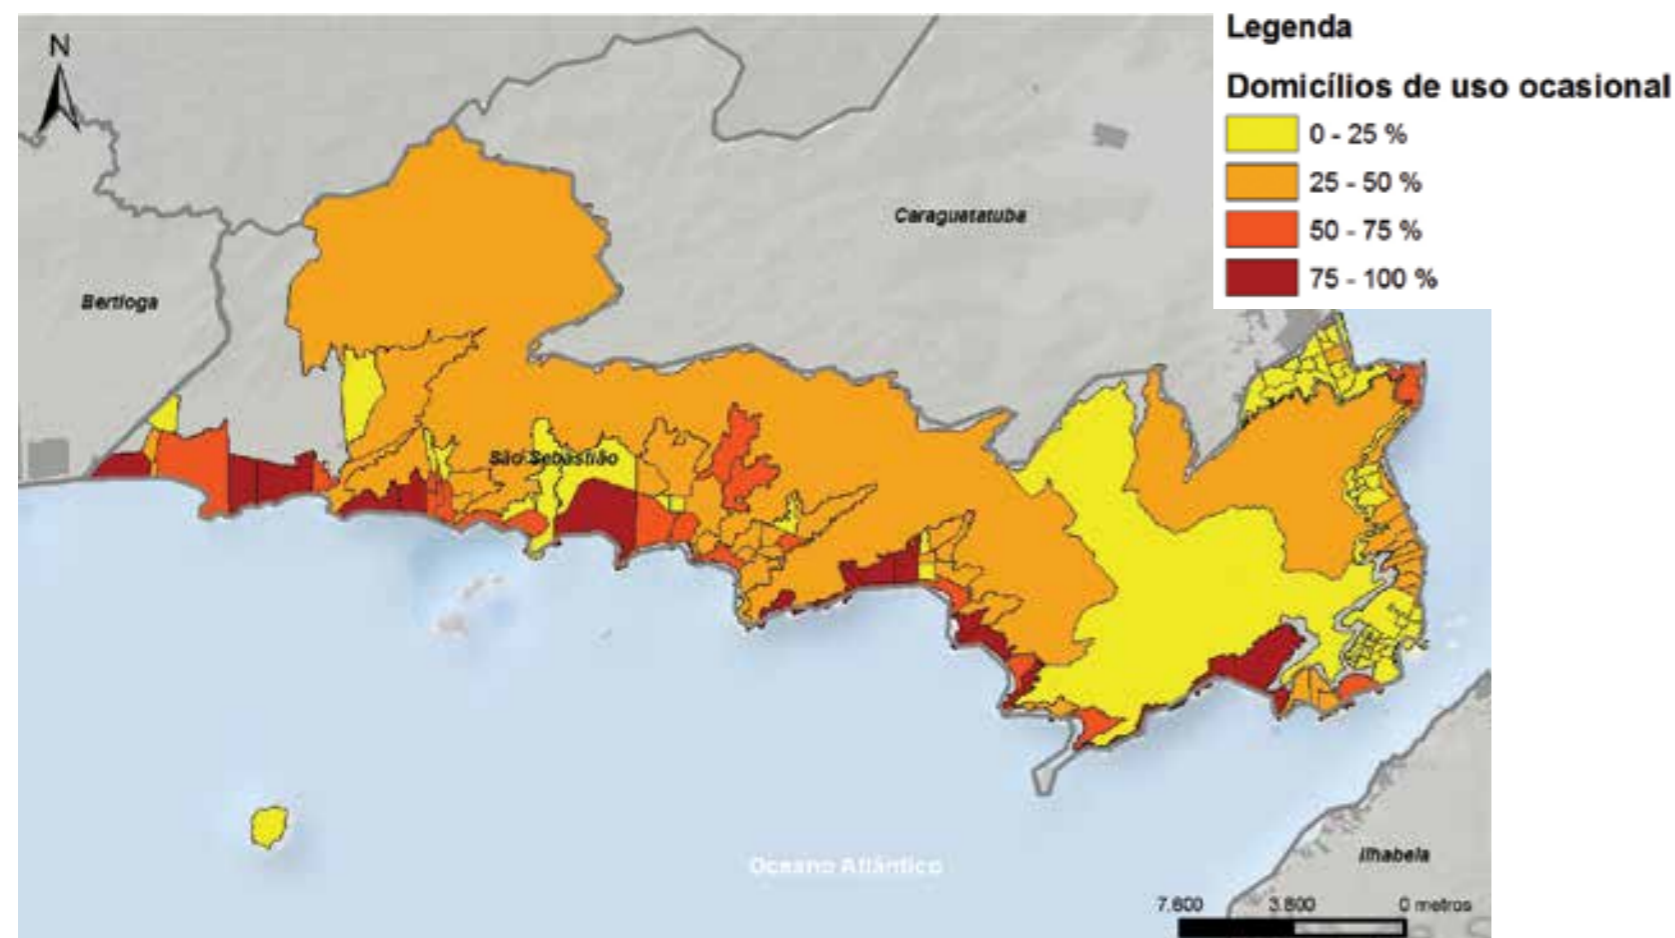 Legenda
Domicílios de uso ocasional
0 - 25 %
25 - 50 %
50 - 75 %
75 - 100 %
N
Caraguatatuba
Bertioga
São Sebastião
Oceano Atlântico
Ilhabela
7.600 3.800 0 metros